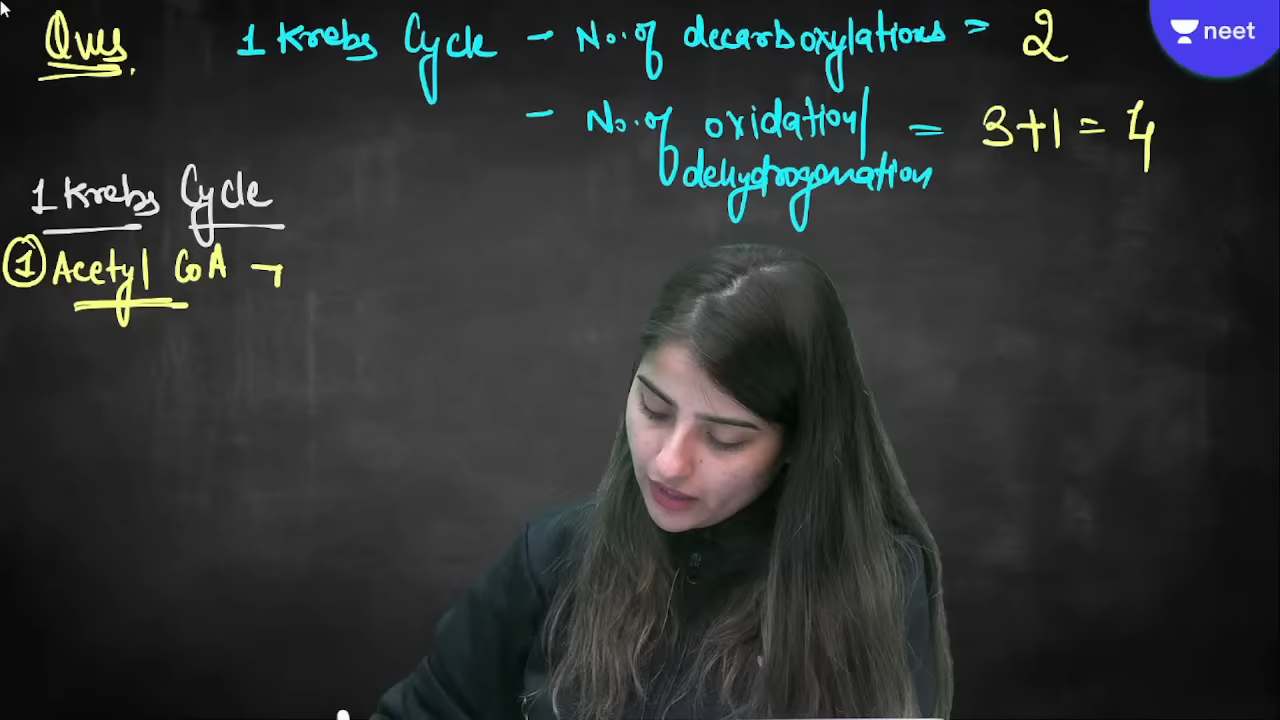 Ques.
1 Krebs Cycle - No. of decarboxylations = 2
- No. of oxidation/ = 3+1 = 4
dehydrogenation
1 Krebs Cycle
① Acetyl CoA →
neet